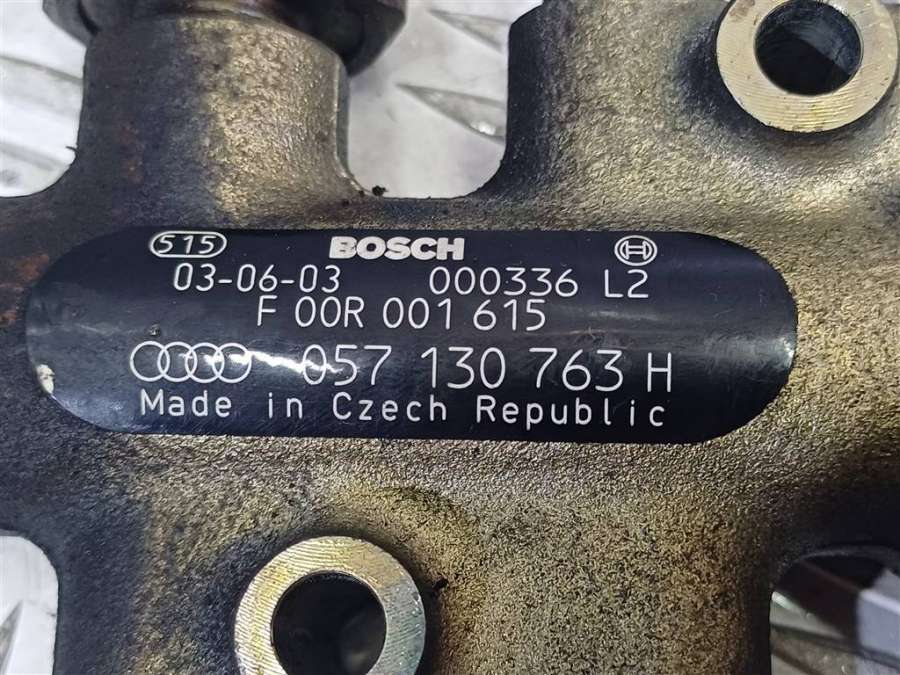 515 BOSCH
03-06-03 000336 L2
F 00R 001 615
057 130 763 H
Made in Czech Republic